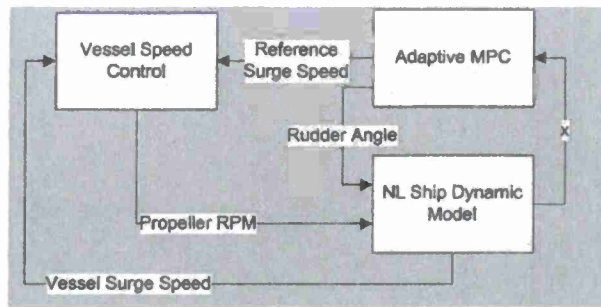 Vessel Speed
Control
Reference
Surge Speed
Adaptive MPC
Rudder Angle
x
NL Ship Dynamic
Model
Propeller RPM
Vessel Surge Speed